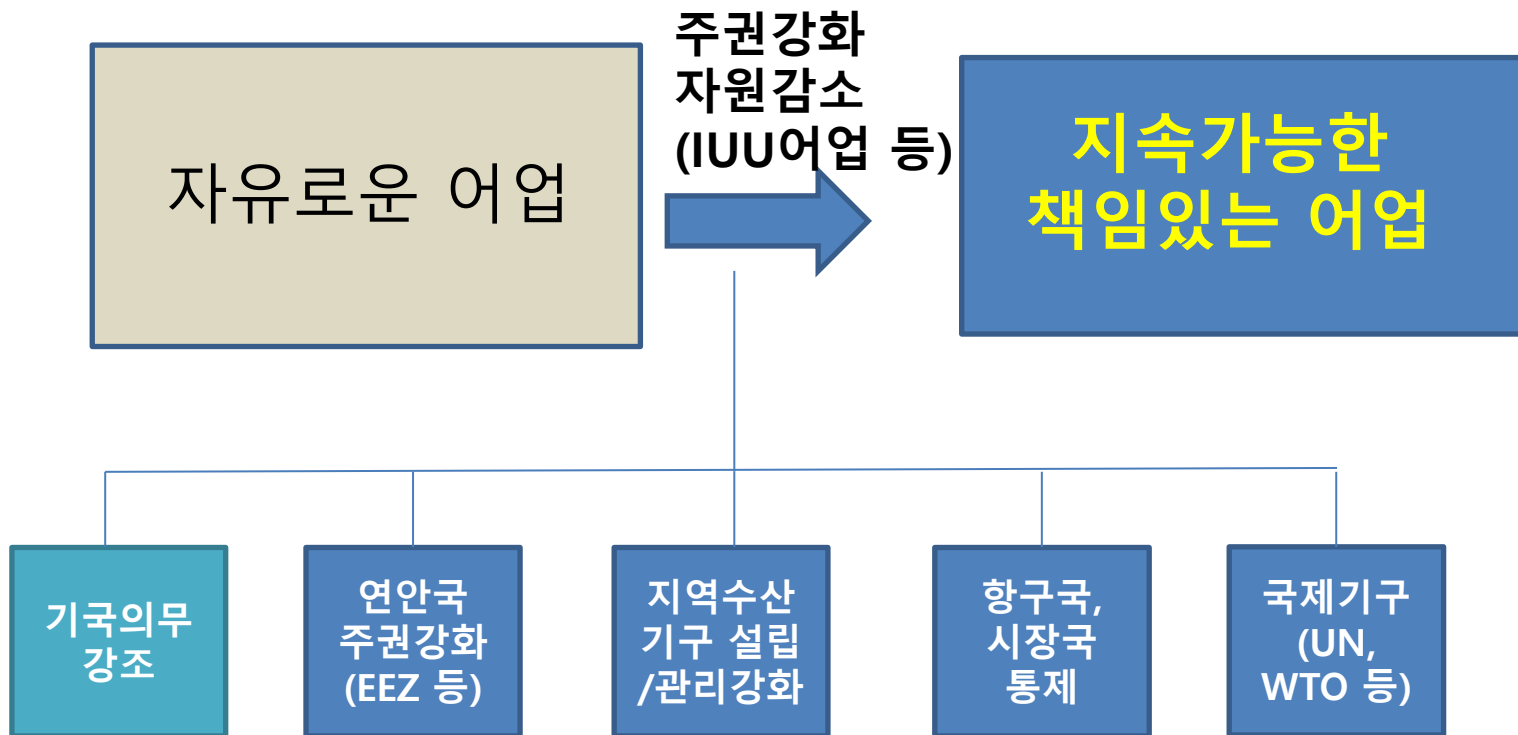 주권강화
자원감소
(IUU어업 등)
자유로운 어업
지속가능한
책임있는 어업
기국의무
강조
연안국
주권강화
(EEZ 등)
지역수산
기구 설립
/관리강화
항구국,
시장국
통제
국제기구
(UN,
WTO 등)